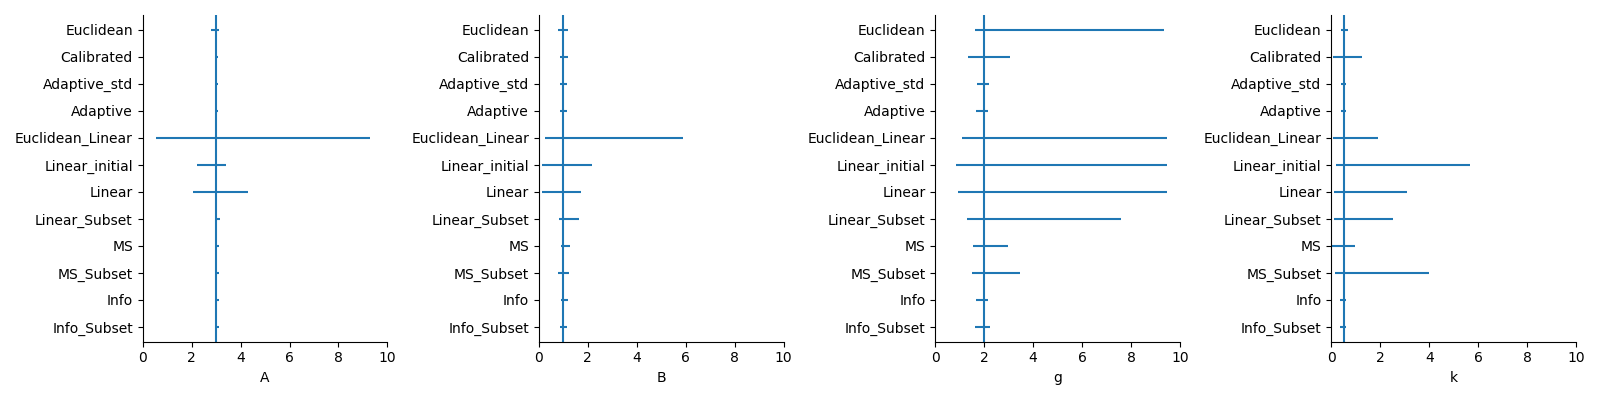 Euclidean
Calibrated
Adaptive_std
Adaptive
Euclidean_Linear
Linear_initial
Linear
Linear_Subset
MS
MS_Subset
Info
Info_Subset
0 2 4 6 8 10
A
Euclidean
Calibrated
Adaptive_std
Adaptive
Euclidean_Linear
Linear_initial
Linear
Linear_Subset
MS
MS_Subset
Info
Info_Subset
0 2 4 6 8 10
B
Euclidean
Calibrated
Adaptive_std
Adaptive
Euclidean_Linear
Linear_initial
Linear
Linear_Subset
MS
MS_Subset
Info
Info_Subset
0 2 4 6 8 10
g
Euclidean
Calibrated
Adaptive_std
Adaptive
Euclidean_Linear
Linear_initial
Linear
Linear_Subset
MS
MS_Subset
Info
Info_Subset
0 2 4 6 8 10
k